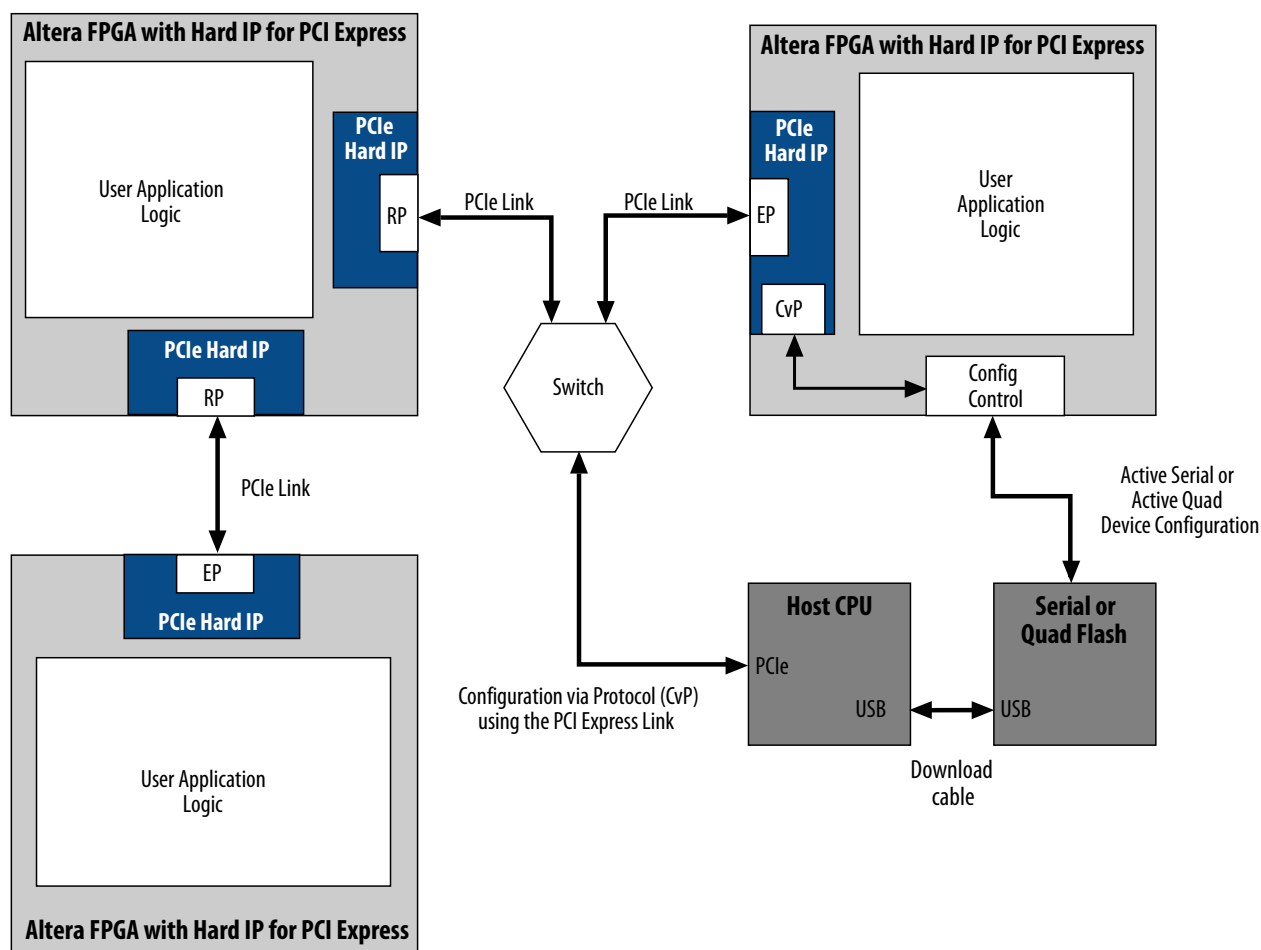 Altera FPGA with Hard IP for PCI Express
User Application
Logic
PCIe
Hard IP
RP
PCIe Link
PCIe Hard IP
RP
PCIe Link
EP
PCIe Hard IP
User Application
Logic
Altera FPGA with Hard IP for PCI Express
Switch
PCIe Link
Altera FPGA with Hard IP for PCI Express
PCIe
Hard IP
EP
CvP
User
Application
Logic
Config
Control
Active Serial or
Active Quad
Device Configuration
Configuration via Protocol (CvP)
using the PCI Express Link
Host CPU
PCIe
USB
Serial or
Quad Flash
USB
Download
cable